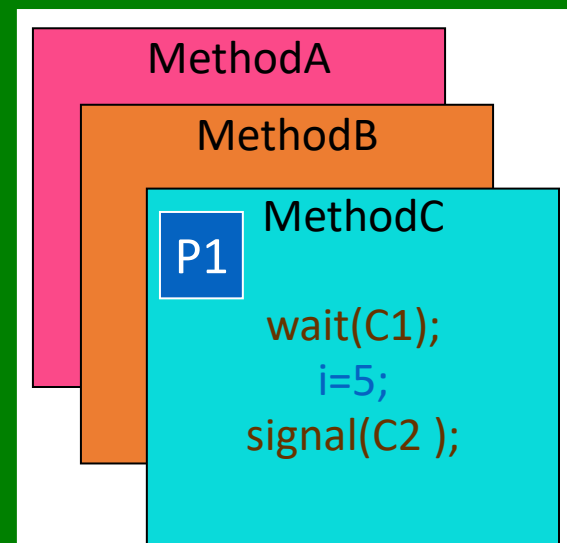 MethodA
MethodB
MethodC
P1
wait(C1);
i=5;
signal(C2 );